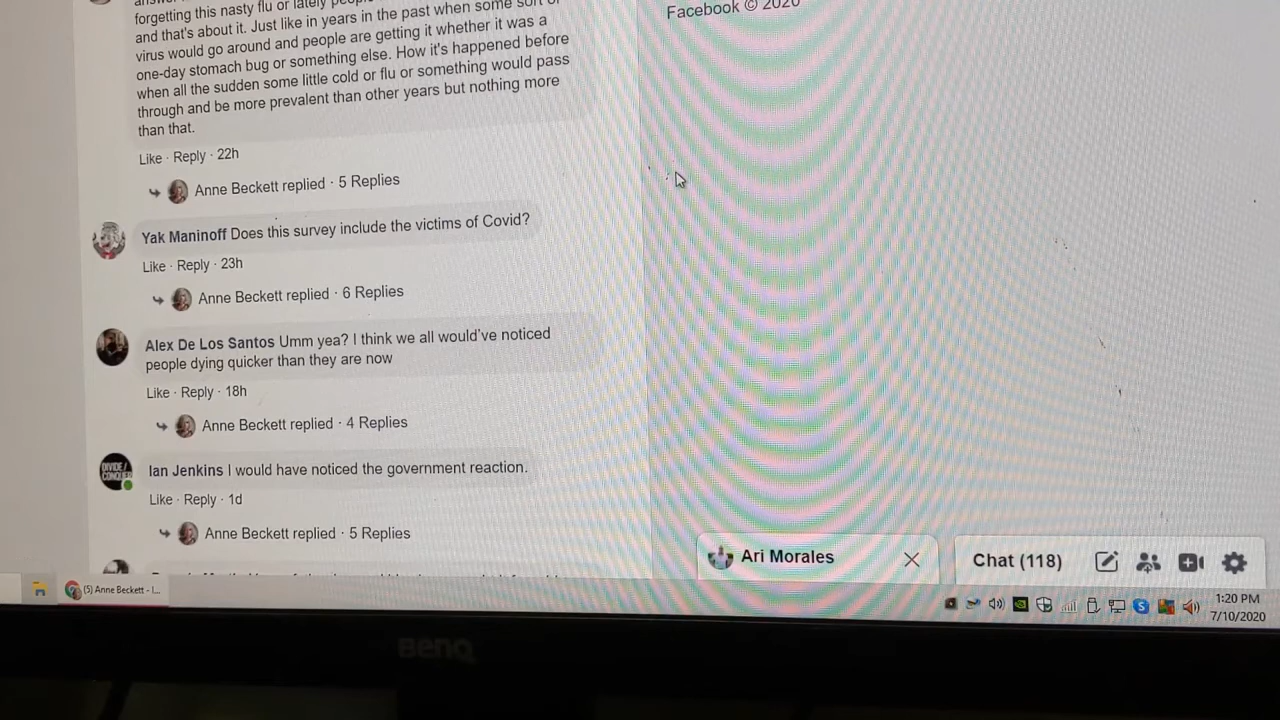 forgetting this nasty flu or lately
and that's about it. Just like in years in the past when some sort of
virus would go around and people are getting it whether it was a
one-day stomach bug or something else. How it's happened before
when all the sudden some little cold or flu or something would pass
through and be more prevalent than other years but nothing more
than that.
Like · Reply · 22h
Anne Beckett replied · 5 Replies
Yak Maninoff Does this survey include the victims of Covid?
Like · Reply · 23h
Anne Beckett replied · 6 Replies
Alex De Los Santos Umm yea? I think we all would've noticed
people dying quicker than they are now
Like · Reply · 18h
Anne Beckett replied · 4 Replies
DIVIDE/
CONQUER
Ian Jenkins I would have noticed the government reaction.
Like · Reply · 1d
Anne Beckett replied · 5 Replies
Facebook © 2020
Ari Morales
Chat (118)
(5) Anne Beckett - I...
1:20 PM
7/10/2020
BenQ